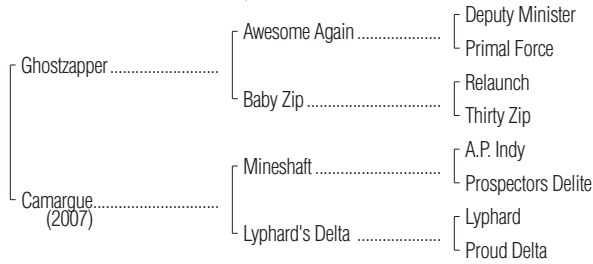 Deputy Minister
Awesome Again ..................
Primal Force
Ghostzapper ........................
Relaunch
Baby Zip .............................
Thirty Zip
A.P. Indy
Mineshaft ...........................
Prospectors Delite
Camargue ...........................
(2007)
Lyphard
Lyphard's Delta ..................
Proud Delta